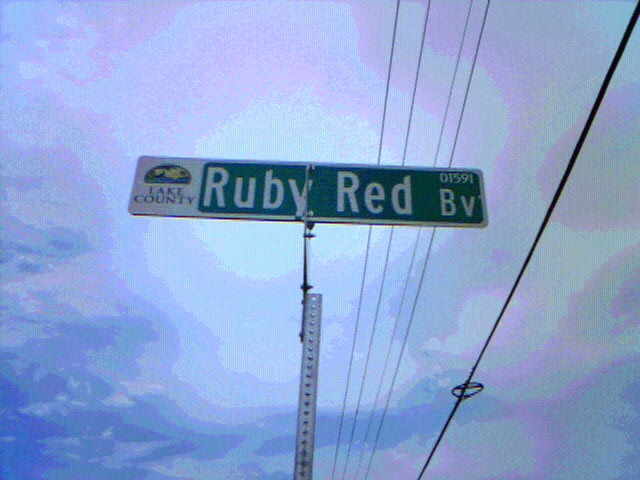 LAKE
COUNTY
Ruby Red Bv
01591